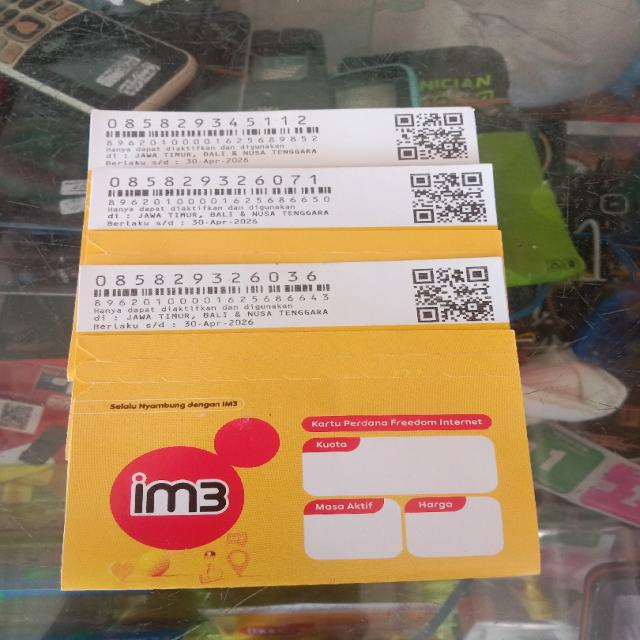 NICIAN
085829345112
8962010000162568985 2
Hanya dapat diaktifkan dan digunakan
di : JAWA TIMUR, BALI & NUSA TENGGARA
Berlaku s/d : 30-Apr-2026
085829326071
8962010000162568665 0
Hanya dapat diaktifkan dan digunakan
di : JAWA TIMUR, BALI & NUSA TENGGARA
Berlaku s/d : 30-Apr-2026
085829326036
8962010000162568664 3
Hanya dapat diaktifkan dan digunakan
di : JAWA TIMUR, BALI & NUSA TENGGARA
Berlaku s/d : 30-Apr-2026
Selalu Nyambung dengan IM3
im3
Kartu Perdana Freedom Internet
Kuota
Masa Aktif
Harga